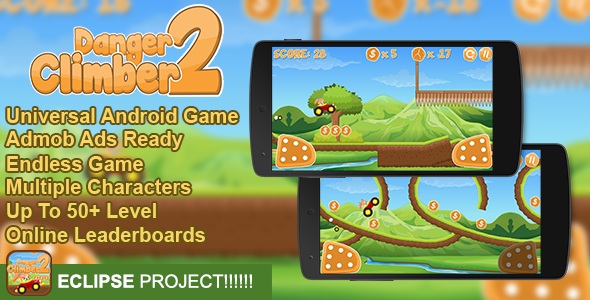 Danger
Climber 2
Universal Android Game
Admob Ads Ready
Endless Game
Multiple Characters
Up To 50+ Level
Online Leaderboards
ECLIPSE PROJECT!!!!!!
SCORE: 28
$ x 5
x 17